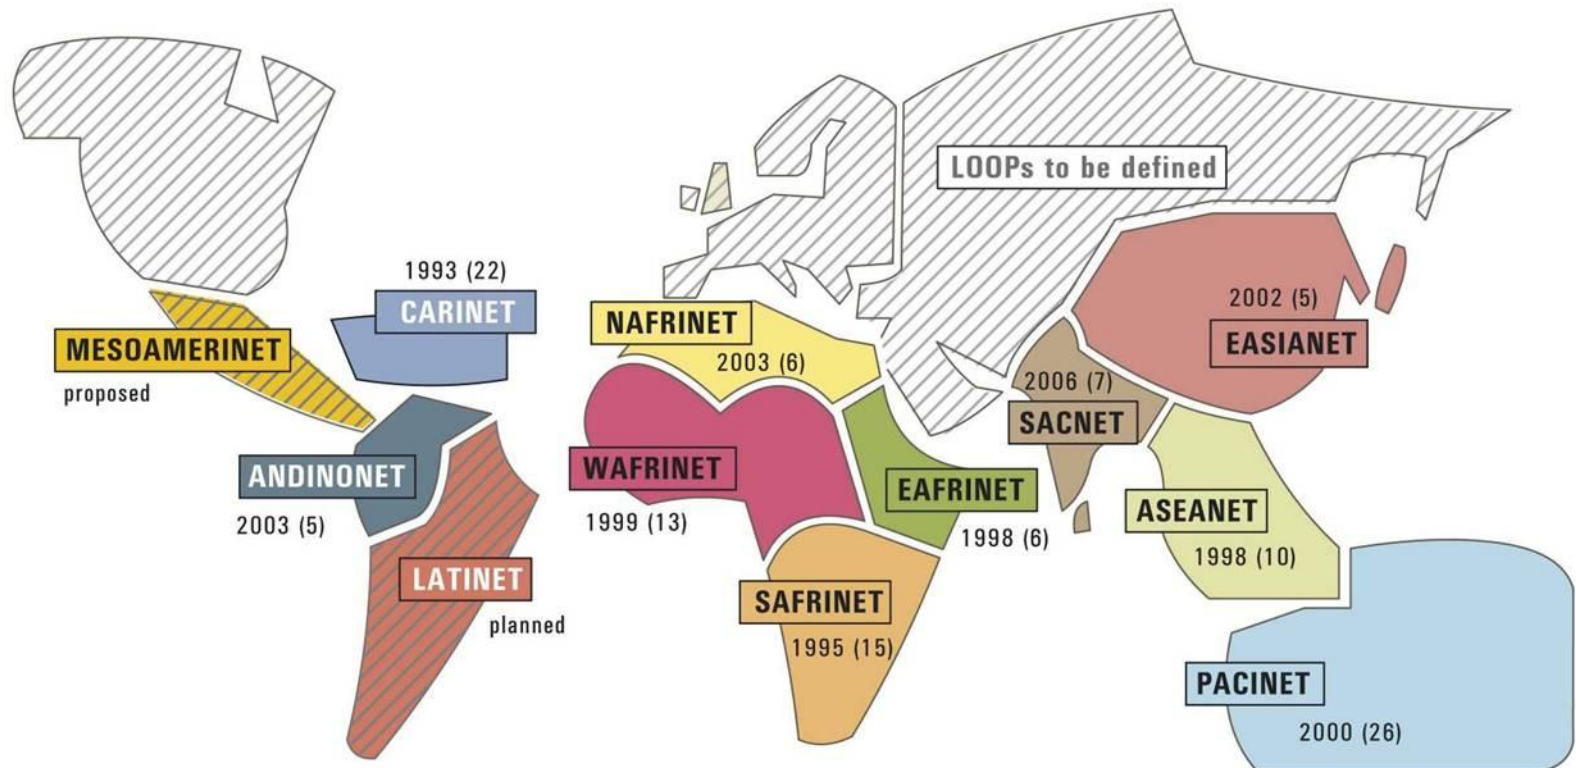 LOOPs to be defined
1993 (22)
CARINET
MESOAMERINET
proposed
NAFRINET
2003 (6)
2002 (5)
EASIANET
2006 (7)
SACNET
ANDINONET
2003 (5)
WAFRINET
1999 (13)
EAFRINET
1998 (6)
ASEANET
1998 (10)
LATINET
planned
SAFRINET
1995 (15)
PACINET
2000 (26)